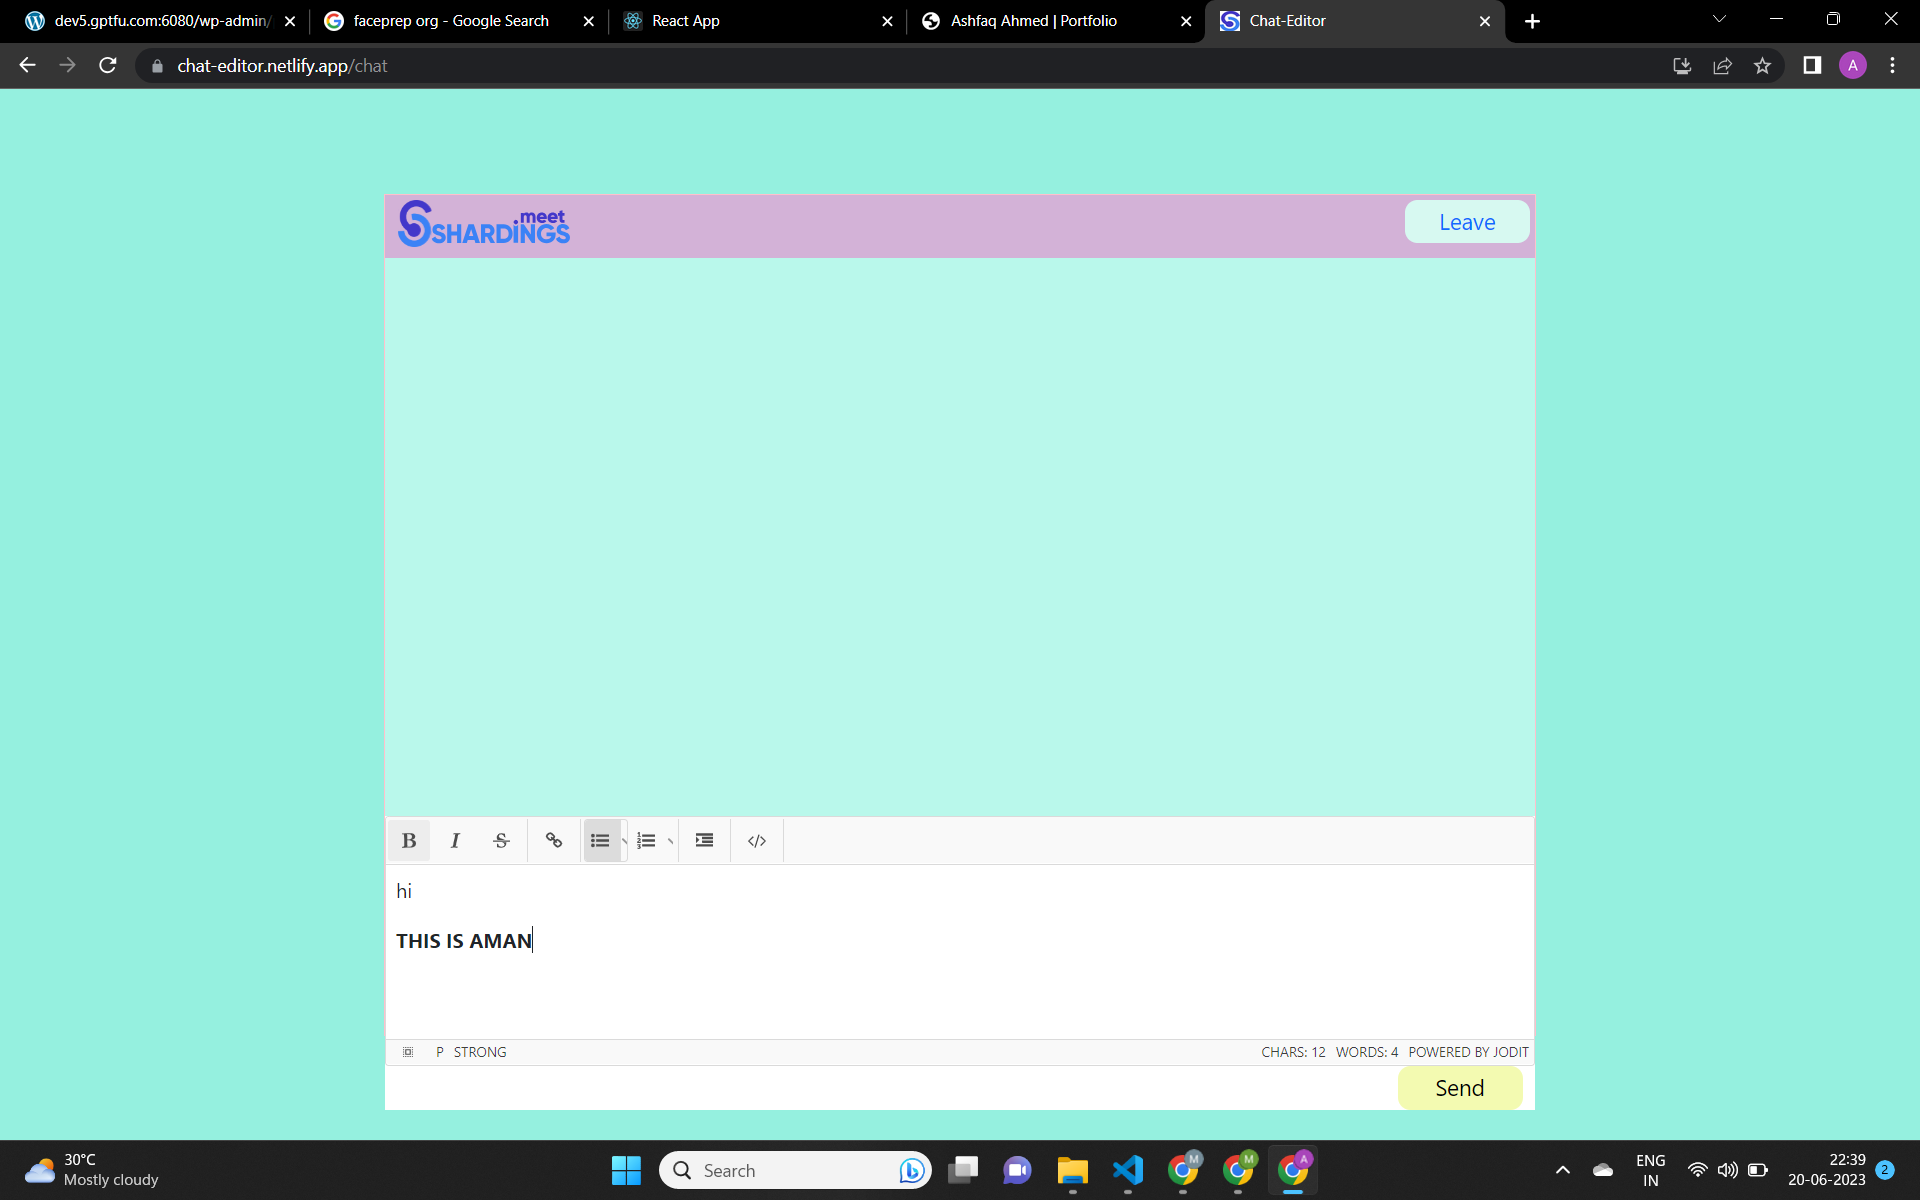 dev5.gptfu.com:6080/wp-admin/
faceprep org - Google Search
React App
Ashfaq Ahmed | Portfolio
Chat-Editor
chat-editor.netlify.app/chat
A
meet
SHARDiNGS
Leave
B I S
hi
THIS IS AMAN
P STRONG
CHARS: 12 WORDS: 4 POWERED BY JODIT
Send
30°C
Mostly cloudy
Search
M
M
A
ENG
IN
22:39
20-06-2023
2